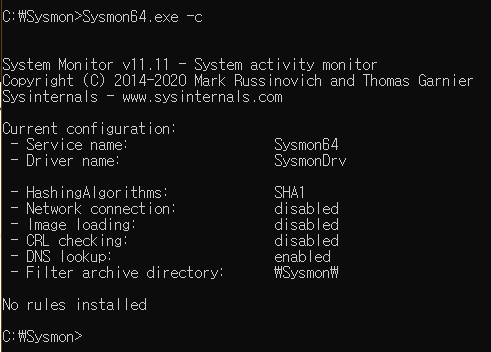 C:₩Sysmon>Sysmon64.exe -c
System Monitor v11.11 - System activity monitor
Copyright (C) 2014-2020 Mark Russinovich and Thomas Garnier
Sysinternals - www.sysinternals.com
Current configuration:
- Service name: Sysmon64
- Driver name: SysmonDrv
- HashingAlgorithms: SHA1
- Network connection: disabled
- Image loading: disabled
- CRL checking: disabled
- DNS lookup: enabled
- Filter archive directory: ₩Sysmon₩
No rules installed
C:₩Sysmon>